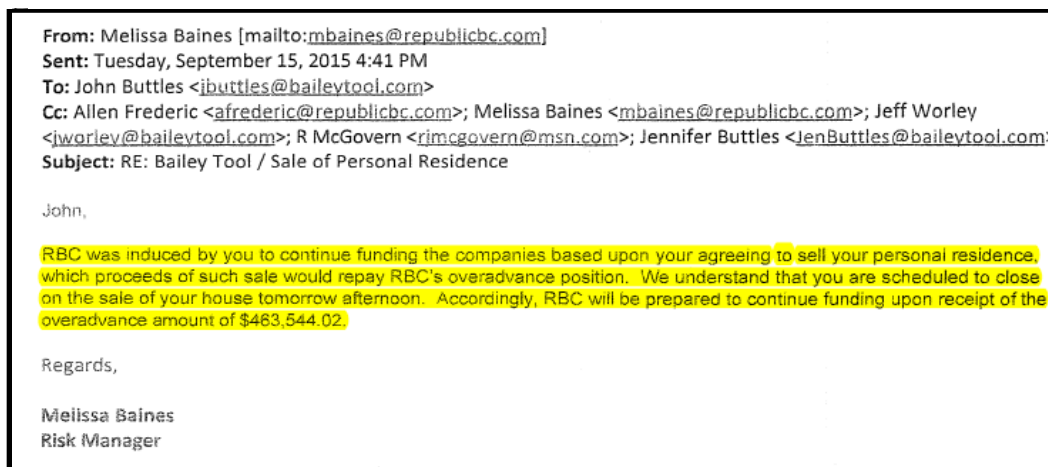 From: Melissa Baines [mailto:mbaines@republicbc.com]
Sent: Tuesday, September 15, 2015 4:41 PM
To: John Buttles <jbuttles@baileytool.com>
Cc: Allen Frederic <afrederic@republicbc.com>; Melissa Baines <mbaines@republicbc.com>; Jeff Worley
<jworley@baileytool.com>; R McGovern <rjmcgovern@msn.com>; Jennifer Buttles <JenButtles@baileytool.com>
Subject: RE: Bailey Tool / Sale of Personal Residence
John,
RBC was induced by you to continue funding the companies based upon your agreeing to sell your personal residence,
which proceeds of such sale would repay RBC's overadvance position. We understand that you are scheduled to close
on the sale of your house tomorrow afternoon. Accordingly, RBC will be prepared to continue funding upon receipt of the
overadvance amount of $463,544.02.
Regards,
Melissa Baines
Risk Manager